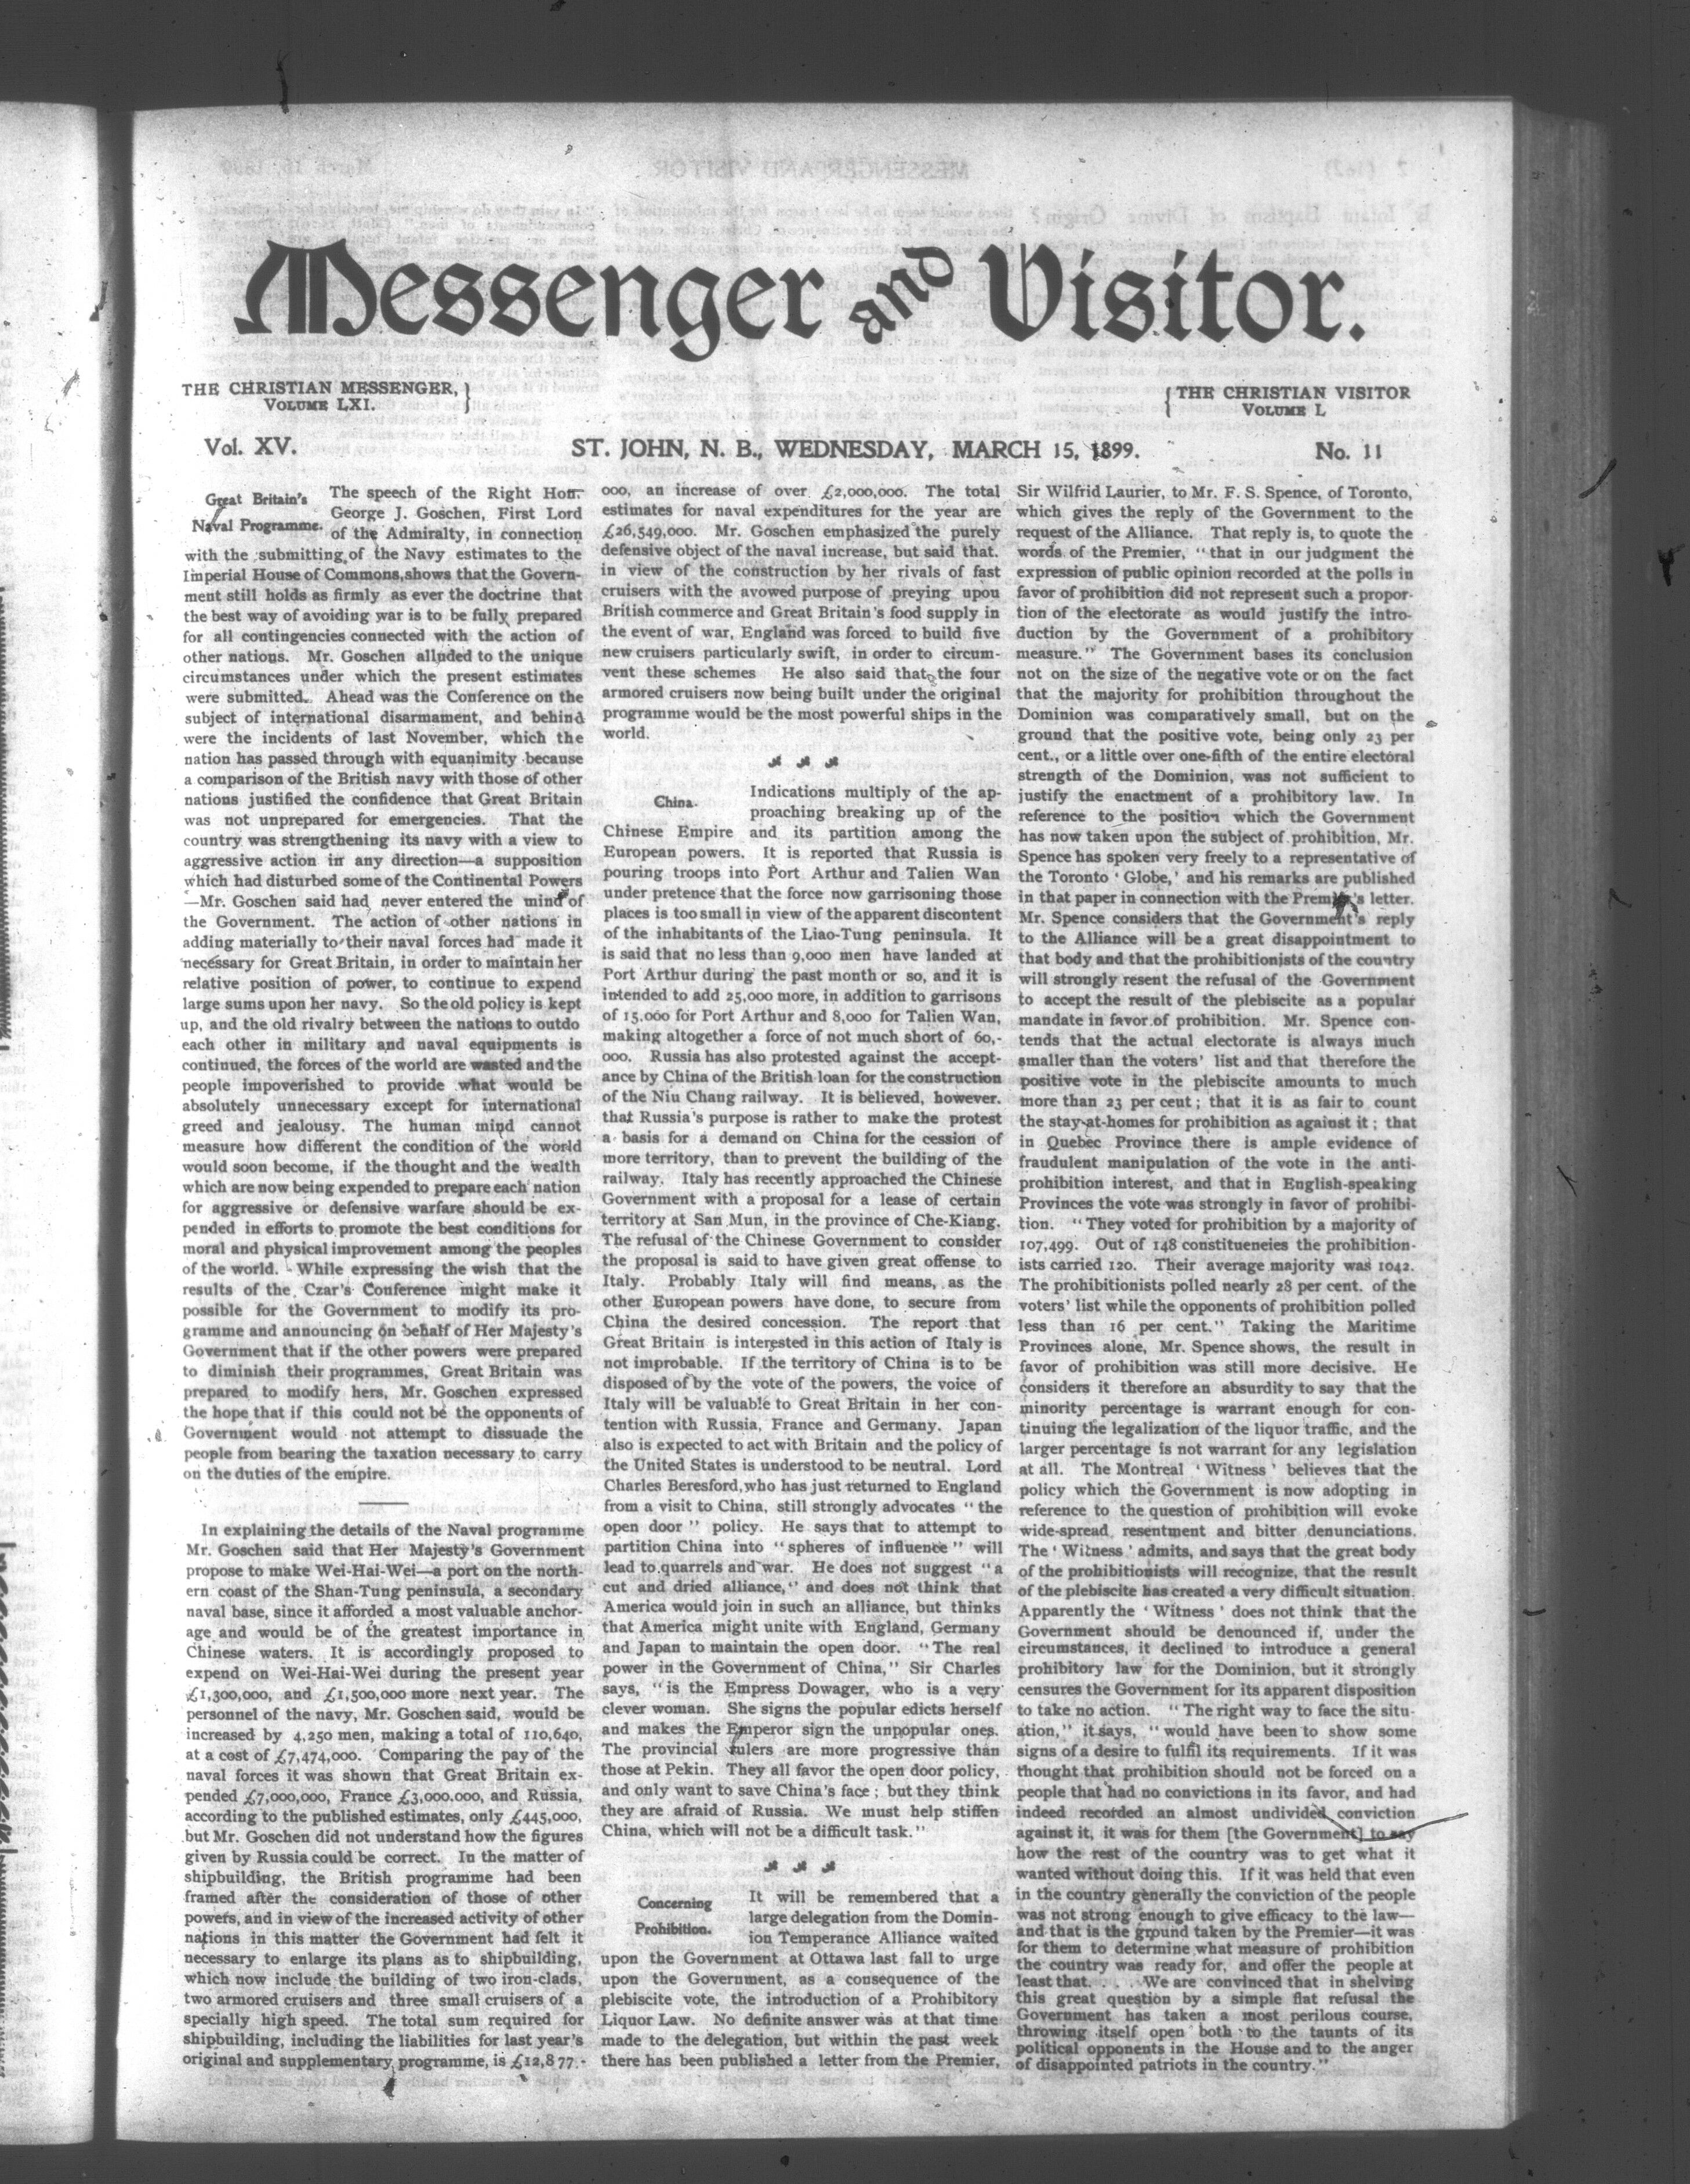 Messenger and Visitor.
THE CHRISTIAN MESSENGER,
VOLUME LXI.
THE CHRISTIAN VISITOR
VOLUME L
Vol. XV.
ST. JOHN, N. B., WEDNESDAY, MARCH 15, 1899.
No. 11
Great Britain's
Naval Programme.
The speech of the Right Hon.
George J. Goschen, First Lord
of the Admiralty, in connection
with the submitting of the Navy estimates to the
Imperial House of Commons, shows that the Govern-
ment still holds as firmly as ever the doctrine that
the best way of avoiding war is to be fully prepared
for all contingencies connected with the action of
other nations. Mr. Goschen alluded to the unique
circumstances under which the present estimates
were submitted. Ahead was the Conference on the
subject of international disarmament, and behind
were the incidents of last November, which the
nation has passed through with equanimity because
a comparison of the British navy with those of other
nations justified the confidence that Great Britain
was not unprepared for emergencies. That the
country was strengthening its navy with a view to
aggressive action in any direction—a supposition
which had disturbed some of the Continental Powers
—Mr. Goschen said had never entered the mind of
the Government. The action of other nations in
adding materially to their naval forces had made it
necessary for Great Britain, in order to maintain her
relative position of power, to continue to expend
large sums upon her navy. So the old policy is kept
up, and the old rivalry between the nations to outdo
each other in military and naval equipments is
continued, the forces of the world are wasted and the
people impoverished to provide what would be
absolutely unnecessary except for international
greed and jealousy. The human mind cannot
measure how different the condition of the world
would soon become, if the thought and the wealth
which are now being expended to prepare each nation
for aggressive or defensive warfare should be ex-
pended in efforts to promote the best conditions for
moral and physical improvement among the peoples
of the world. While expressing the wish that the
results of the Czar's Conference might make it
possible for the Government to modify its pro-
gramme and announcing on behalf of Her Majesty's
Government that if the other powers were prepared
to diminish their programmes, Great Britain was
prepared to modify hers, Mr. Goschen expressed
the hope that if this could not be the opponents of
Government would not attempt to dissuade the
people from bearing the taxation necessary to carry
on the duties of the empire.
In explaining the details of the Naval programme
Mr. Goschen said that Her Majesty's Government
propose to make Wei-Hai-Wei—a port on the north-
ern coast of the Shan-Tung peninsula, a secondary
naval base, since it afforded a most valuable anchor-
age and would be of the greatest importance in
Chinese waters. It is accordingly proposed to
expend on Wei-Hai-Wei during the present year
£1,300,000, and £1,500,000 more next year. The
personnel of the navy, Mr. Goschen said, would be
increased by 4,250 men, making a total of 110,640,
at a cost of £7,474,000. Comparing the pay of the
naval forces it was shown that Great Britain ex-
pended £7,000,000, France £3,000.000, and Russia,
according to the published estimates, only £445,000,
but Mr. Goschen did not understand how the figures
given by Russia could be correct. In the matter of
shipbuilding, the British programme had been
framed after the consideration of those of other
powers, and in view of the increased activity of other
nations in this matter the Government had felt it
necessary to enlarge its plans as to shipbuilding,
which now include the building of two iron-clads,
two armored cruisers and three small cruisers of a
specially high speed. The total sum required for
shipbuilding, including the liabilities for last year's
original and supplementary programme, is £12,877,-
000, an increase of over £2,000,000. The total
estimates for naval expenditures for the year are
£26,549,000. Mr. Goschen emphasized the purely
defensive object of the naval increase, but said that.
in view of the construction by her rivals of fast
cruisers with the avowed purpose of preying upon
British commerce and Great Britain's food supply in
the event of war, England was forced to build five
new cruisers particularly swift, in order to circum-
vent these schemes He also said that the four
armored cruisers now being built under the original
programme would be the most powerful ships in the
world.
China.
Indications multiply of the ap-
proaching breaking up of the
Chinese Empire and its partition among the
European powers. It is reported that Russia is
pouring troops into Port Arthur and Talien Wan
under pretence that the force now garrisoning those
places is too small in view of the apparent discontent
of the inhabitants of the Liao-Tung peninsula. It
is said that no less than 9,000 men have landed at
Port Arthur during the past month or so, and it is
intended to add 25,000 more, in addition to garrisons
of 15,000 for Port Arthur and 8,000 for Talien Wan,
making altogether a force of not much short of 60,-
000. Russia has also protested against the accept-
ance by China of the British loan for the construction
of the Niu Chang railway. It is believed, however.
that Russia's purpose is rather to make the protest
a basis for a demand on China for the cession of
more territory, than to prevent the building of the
railway. Italy has recently approached the Chinese
Government with a proposal for a lease of certain
territory at San Mun, in the province of Che-Kiang.
The refusal of the Chinese Government to consider
the proposal is said to have given great offense to
Italy. Probably Italy will find means, as the
other European powers have done, to secure from
China the desired concession. The report that
Great Britain is interested in this action of Italy is
not improbable. If the territory of China is to be
disposed of by the vote of the powers, the voice of
Italy will be valuable to Great Britain in her con-
tention with Russia, France and Germany. Japan
also is expected to act with Britain and the policy of
the United States is understood to be neutral. Lord
Charles Beresford, who has just returned to England
from a visit to China, still strongly advocates "the
open door" policy. He says that to attempt to
partition China into "spheres of influence" will
lead to quarrels and war. He does not suggest "a
cut and dried alliance," and does not think that
America would join in such an alliance, but thinks
that America might unite with England, Germany
and Japan to maintain the open door. "The real
power in the Government of China," Sir Charles
says, "is the Empress Dowager, who is a very
clever woman. She signs the popular edicts herself
and makes the Emperor sign the unpopular ones.
The provincial rulers are more progressive than
those at Pekin. They all favor the open door policy,
and only want to save China's face; but they think
they are afraid of Russia. We must help stiffen
China, which will not be a difficult task."
Concerning
Prohibition.
It will be remembered that a
large delegation from the Domin-
ion Temperance Alliance waited
upon the Government at Ottawa last fall to urge
upon the Government, as a consequence of the
plebiscite vote, the introduction of a Prohibitory
Liquor Law. No definite answer was at that time
made to the delegation, but within the past week
there has been published a letter from the Premier,
Sir Wilfrid Laurier, to Mr. F. S. Spence, of Toronto,
which gives the reply of the Government to the
request of the Alliance. That reply is, to quote the
words of the Premier, "that in our judgment the
expression of public opinion recorded at the polls in
favor of prohibition did not represent such a propor-
tion of the electorate as would justify the intro-
duction by the Government of a prohibitory
measure." The Government bases its conclusion
not on the size of the negative vote or on the fact
that the majority for prohibition throughout the
Dominion was comparatively small, but on the
ground that the positive vote, being only 23 per
cent., or a little over one-fifth of the entire electoral
strength of the Dominion, was not sufficient to
justify the enactment of a prohibitory law. In
reference to the position which the Government
has now taken upon the subject of prohibition, Mr.
Spence has spoken very freely to a representative of
the Toronto 'Globe,' and his remarks are published
in that paper in connection with the Premier's letter.
Mr. Spence considers that the Government's reply
to the Alliance will be a great disappointment to
that body and that the prohibitionists of the country
will strongly resent the refusal of the Government
to accept the result of the plebiscite as a popular
mandate in favor of prohibition. Mr. Spence con-
tends that the actual electorate is always much
smaller than the voters' list and that therefore the
positive vote in the plebiscite amounts to much
more than 23 per cent; that it is as fair to count
the stay-at-homes for prohibition as against it; that
in Quebec Province there is ample evidence of
fraudulent manipulation of the vote in the anti-
prohibition interest, and that in English-speaking
Provinces the vote was strongly in favor of prohibi-
tion. "They voted for prohibition by a majority of
107,499. Out of 148 constitueneies the prohibition-
ists carried 120. Their average majority was 1042.
The prohibitionists polled nearly 28 per cent. of the
voters' list while the opponents of prohibition polled
less than 16 per cent." Taking the Maritime
Provinces alone, Mr. Spence shows, the result in
favor of prohibition was still more decisive. He
considers it therefore an absurdity to say that the
minority percentage is warrant enough for con-
tinuing the legalization of the liquor traffic, and the
larger percentage is not warrant for any legislation
at all. The Montreal 'Witness' believes that the
policy which the Government is now adopting in
reference to the question of prohibition will evoke
wide-spread resentment and bitter denunciations.
The 'Witness' admits, and says that the great body
of the prohibitionists will recognize, that the result
of the plebiscite has created a very difficult situation.
Apparently the 'Witness' does not think that the
Government should be denounced if, under the
circumstances, it declined to introduce a general
prohibitory law for the Dominion, but it strongly
censures the Government for its apparent disposition
to take no action. "The right way to face the situ-
ation," it says, "would have been to show some
signs of a desire to fulfil its requirements. If it was
thought that prohibition should not be forced on a
people that had no convictions in its favor, and had
indeed recorded an almost undivided conviction
against it, it was for them [the Government] to say
how the rest of the country was to get what it
wanted without doing this. If it was held that even
in the country generally the conviction of the people
was not strong enough to give efficacy to the law—
and that is the ground taken by the Premier—it was
for them to determine what measure of prohibition
the country was ready for, and offer the people at
least that. . . . We are convinced that in shelving
this great question by a simple flat refusal the
Government has taken a most perilous course,
throwing itself open both to the taunts of its
political opponents in the House and to the anger
of disappointed patriots in the country."